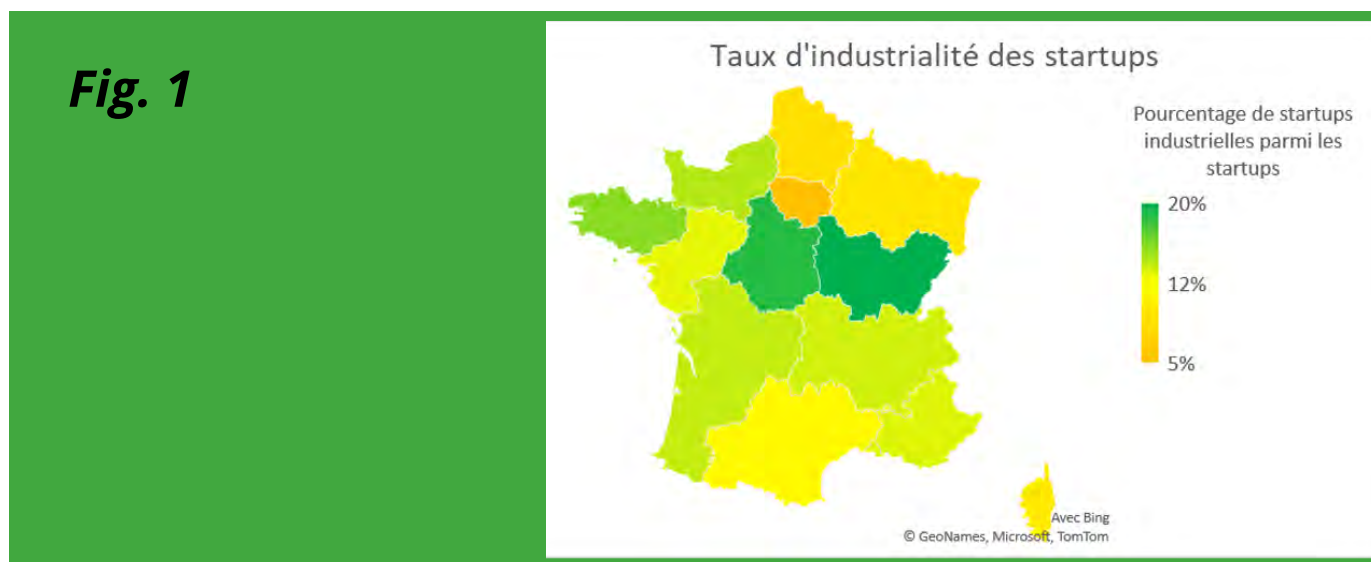 Fig. 1
Taux d'industrialité des startups
Pourcentage de startups
industrielles parmi les
startups
20%
12%
5%
Avec Bing
© GeoNames, Microsoft, TomTom